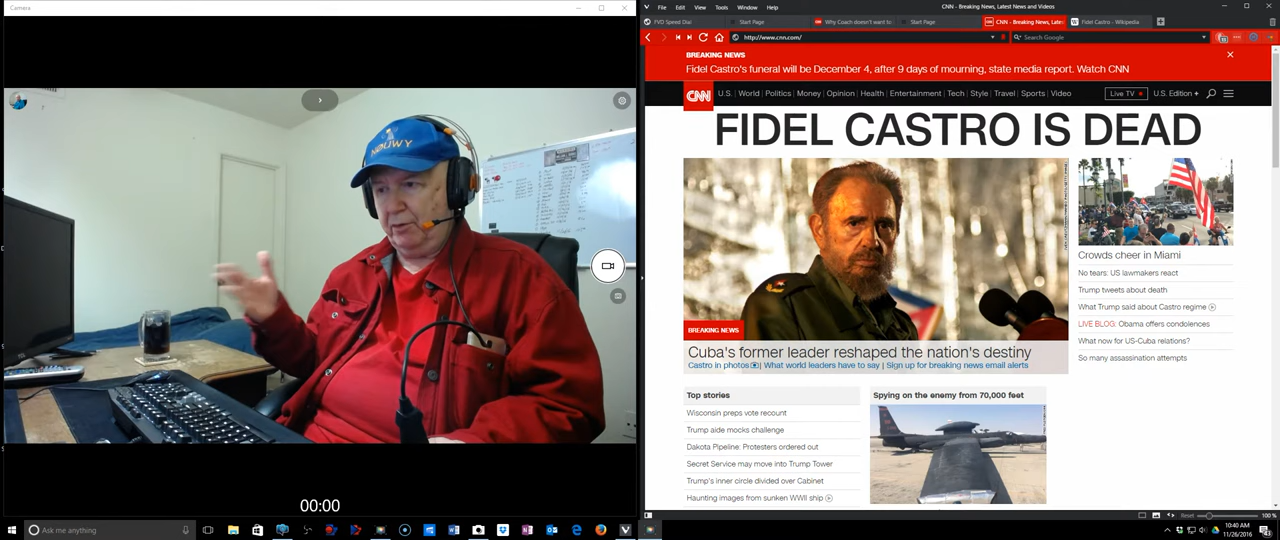 Camera
NDUWY
00:00
CNN - Breaking News, Latest News and Videos
File Edit View Tools Window Help
FVD Speed Dial
Start Page
Why Coach doesn't want to
Start Page
CNN - Breaking News, Lates
Fidel Castro - Wikipedia
http://www.cnn.com/
Search Google
BREAKING NEWS
Fidel Castro's funeral will be December 4, after 9 days of mourning, state media report. Watch CNN
CNN U.S. | World | Politics | Money | Opinion | Health | Entertainment | Tech | Style | Travel | Sports | Video
Live TV
U.S. Edition +
FIDEL CASTRO IS DEAD
BREAKING NEWS
Cuba's former leader reshaped the nation's destiny
Castro in photos | What world leaders have to say | Sign up for breaking news email alerts
Crowds cheer in Miami
No tears: US lawmakers react
Trump tweets about death
What Trump said about Castro regime
LIVE BLOG: Obama offers condolences
What now for US-Cuba relations?
So many assassination attempts
Top stories
Wisconsin preps vote recount
Trump aide mocks challenge
Dakota Pipeline: Protesters ordered out
Secret Service may move into Trump Tower
Trump's inner circle divided over Cabinet
Haunting images from sunken WWII ship
Spying on the enemy from 70,000 feet
Reset
100 %
Ask me anything
10:40 AM
11/26/2016